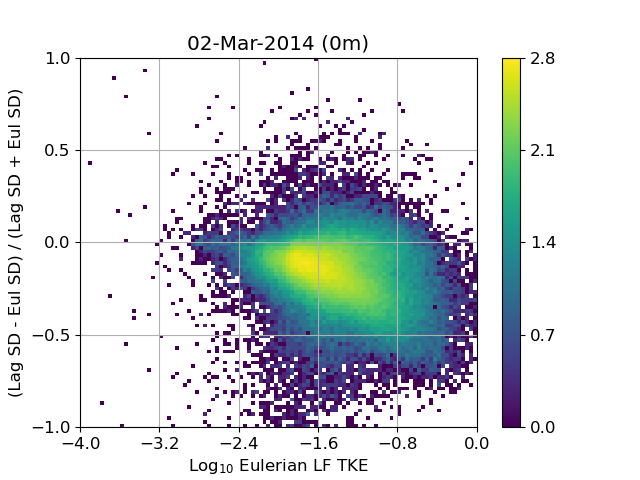 02-Mar-2014 (0m)
(Lag SD - Eul SD) / (Lag SD + Eul SD)
1.0
0.5
0.0
−0.5
−1.0
−4.0 −3.2 −2.4 −1.6 −0.8 0.0
Log₁₀ Eulerian LF TKE
2.8
2.1
1.4
0.7
0.0